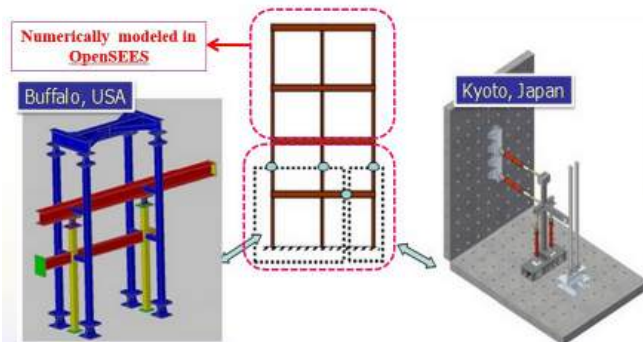 Numerically modeled in
OpenSEES
Buffalo, USA
Kyoto, Japan